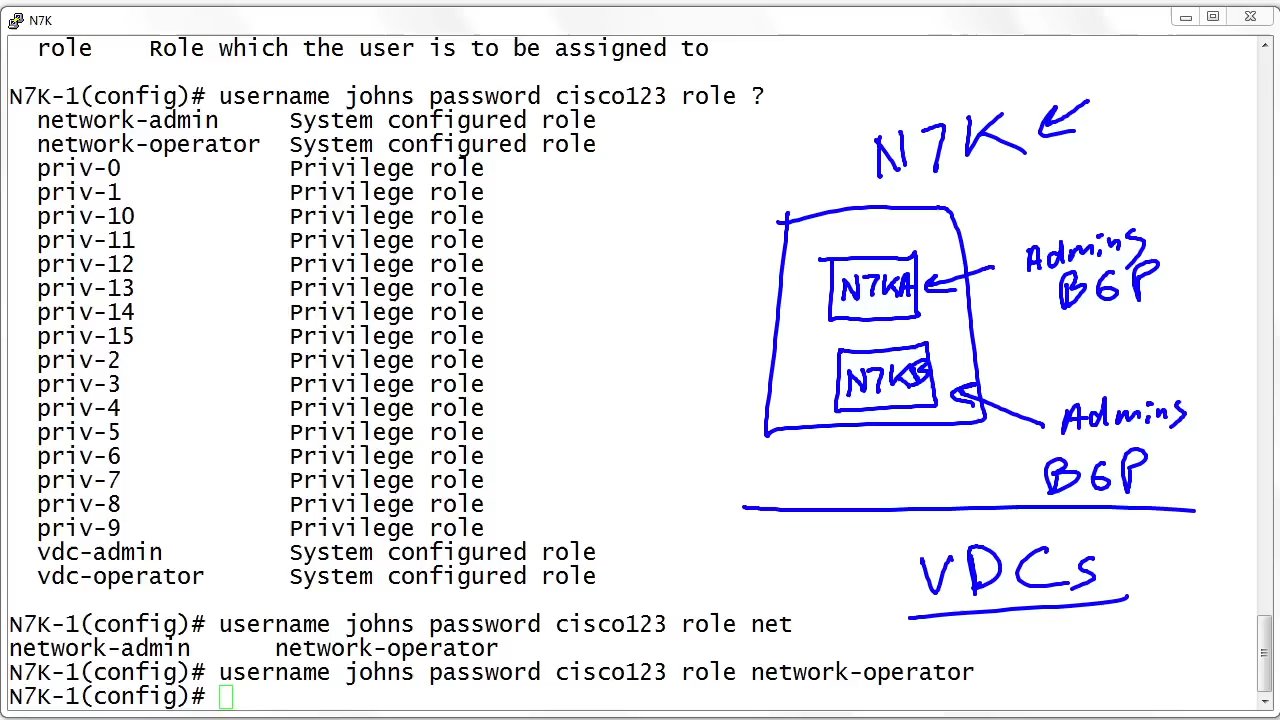 N7K
role    Role which the user is to be assigned to
N7K-1(config)# username johns password cisco123 role ?
network-admin     System configured role
network-operator  System configured role
priv-0            Privilege role
priv-1            Privilege role
priv-10           Privilege role
priv-11           Privilege role
priv-12           Privilege role
priv-13           Privilege role
priv-14           Privilege role
priv-15           Privilege role
priv-2            Privilege role
priv-3            Privilege role
priv-4            Privilege role
priv-5            Privilege role
priv-6            Privilege role
priv-7            Privilege role
priv-8            Privilege role
priv-9            Privilege role
vdc-admin         System configured role
vdc-operator      System configured role
N7K-1(config)# username johns password cisco123 role net
network-admin      network-operator
N7K-1(config)# username johns password cisco123 role network-operator
N7K-1(config)#
N7K
N7KA
Admins
BGP
N7KB
Admins
BGP
VDCs